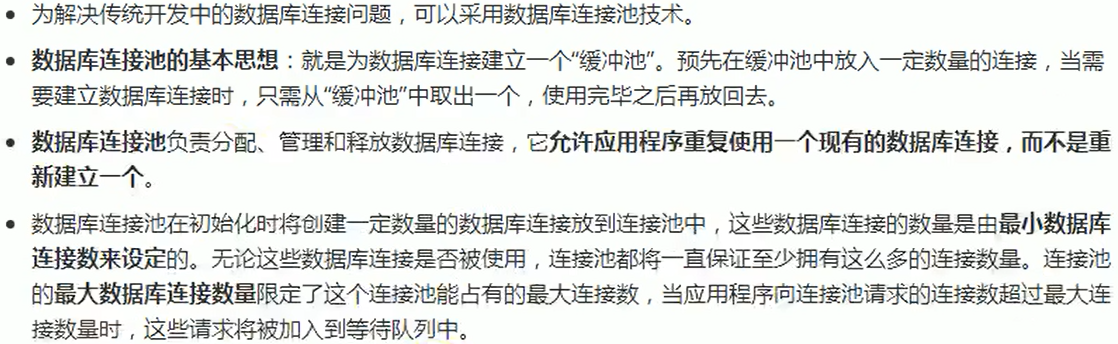 为解决传统开发中的数据库连接问题，可以采用数据库连接池技术。
数据库连接池的基本思想：就是为数据库连接建立一个“缓冲池”。预先在缓冲池中放入一定数量的连接，当需
要建立数据库连接时，只需从“缓冲池”中取出一个，使用完毕之后再放回去。
数据库连接池负责分配、管理和释放数据库连接，它允许应用程序重复使用一个现有的数据库连接，而不是重
新建立一个。
数据库连接池在初始化时将创建一定数量的数据库连接放到连接池中，这些数据库连接的数量是由最小数据库
连接数来设定的。无论这些数据库连接是否被使用，连接池都将一直保证至少拥有这么多的连接数量。连接池
的最大数据库连接数量限定了这个连接池能占有的最大连接数，当应用程序向连接池请求的连接数超过最大连
接数量时，这些请求将被加入到等待队列中。